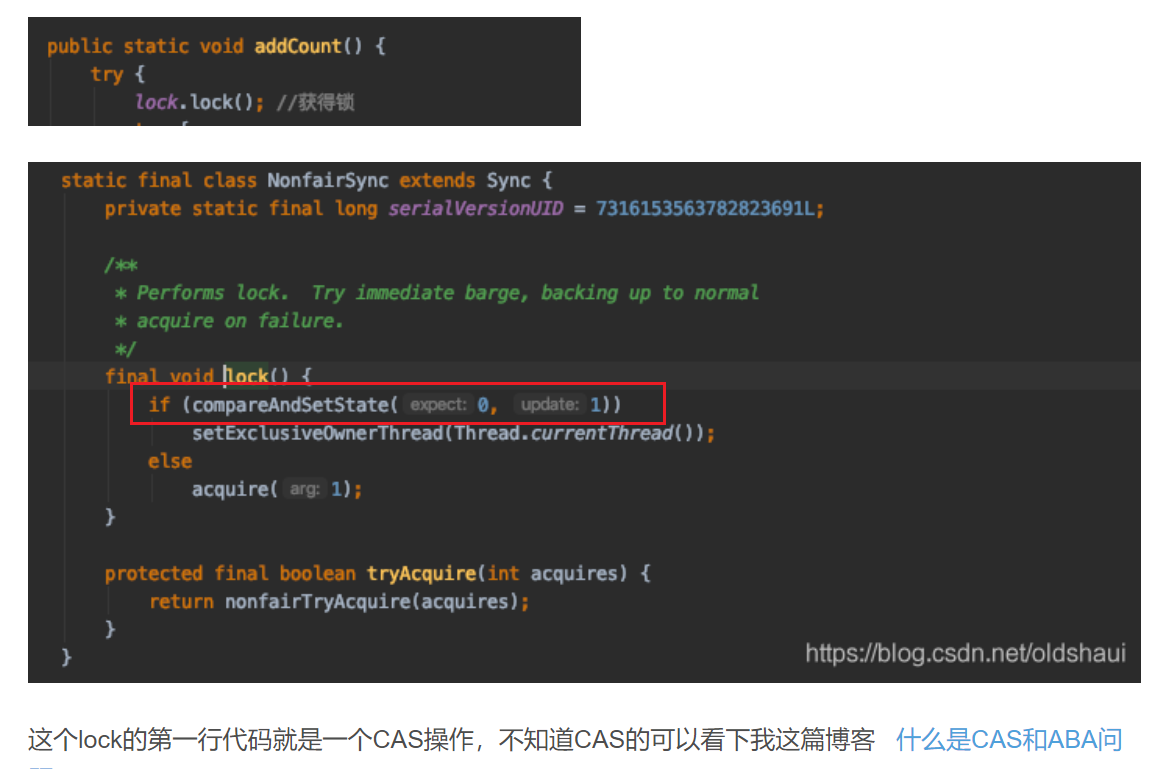 public static void addCount() {
try {
lock.lock(); //获得锁
static final class NonfairSync extends Sync {
private static final long serialVersionUID = 7316153563782823691L;
/**
* Performs lock.  Try immediate barge, backing up to normal
* acquire on failure.
*/
final void lock() {
if (compareAndSetState( expect: 0, update: 1))
setExclusiveOwnerThread(Thread.currentThread());
else
acquire( arg: 1);
}
protected final boolean tryAcquire(int acquires) {
return nonfairTryAcquire(acquires);
}
}
https://blog.csdn.net/oldshaui
这个lock的第一行代码就是一个CAS操作，不知道CAS的可以看下我这篇博客 什么是CAS和ABA问